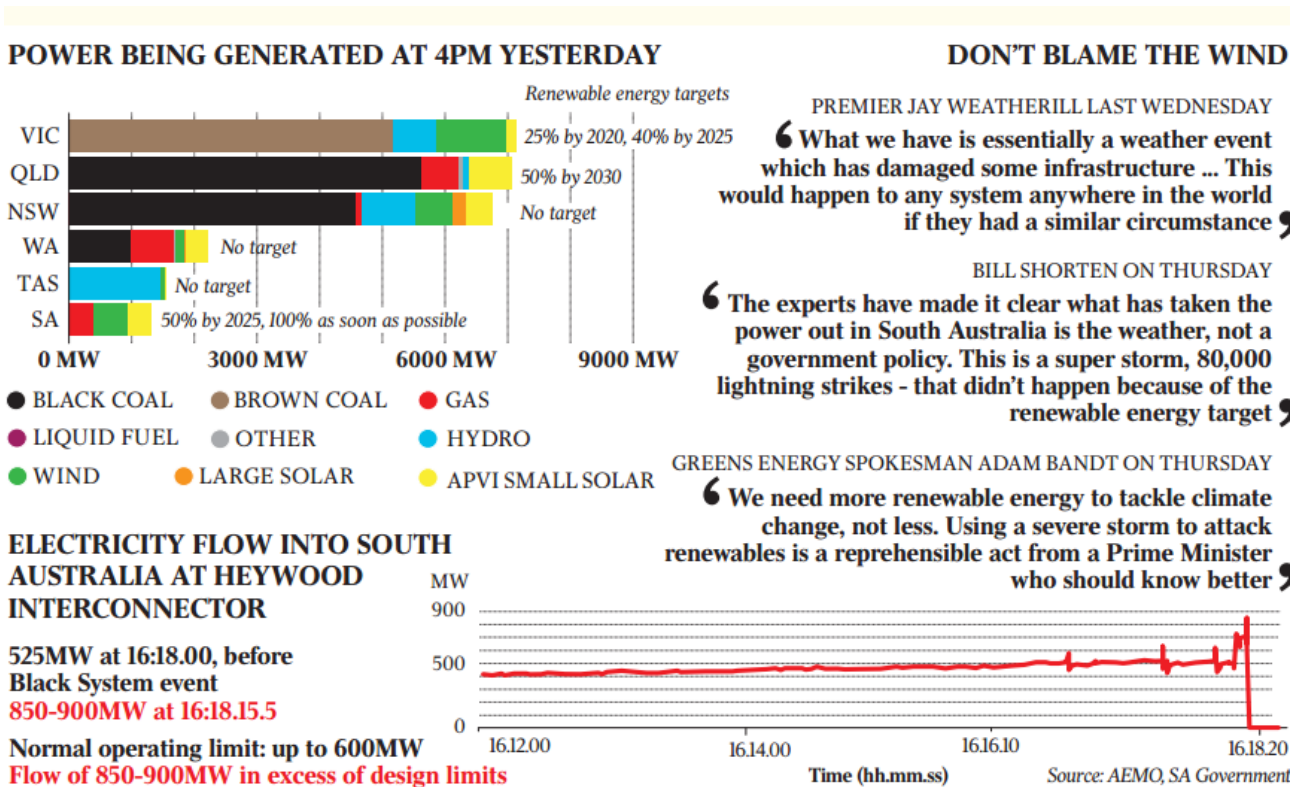 POWER BEING GENERATED AT 4PM YESTERDAY
Renewable energy targets
VIC
25% by 2020, 40% by 2025
QLD
50% by 2030
NSW
No target
WA
No target
TAS
No target
SA
50% by 2025, 100% as soon as possible
0 MW 3000 MW 6000 MW 9000 MW
BLACK COAL BROWN COAL GAS
LIQUID FUEL OTHER HYDRO
WIND LARGE SOLAR APVI SMALL SOLAR
DON'T BLAME THE WIND
PREMIER JAY WEATHERILL LAST WEDNESDAY
‘ What we have is essentially a weather event
which has damaged some infrastructure ... This
would happen to any system anywhere in the world
if they had a similar circumstance ’
BILL SHORTEN ON THURSDAY
‘ The experts have made it clear what has taken the
power out in South Australia is the weather, not a
government policy. This is a super storm, 80,000
lightning strikes - that didn't happen because of the
renewable energy target ’
GREENS ENERGY SPOKESMAN ADAM BANDT ON THURSDAY
‘ We need more renewable energy to tackle climate
change, not less. Using a severe storm to attack
renewables is a reprehensible act from a Prime Minister
who should know better ’
ELECTRICITY FLOW INTO SOUTH
AUSTRALIA AT HEYWOOD
INTERCONNECTOR
525MW at 16:18.00, before
Black System event
850-900MW at 16:18.15.5
Normal operating limit: up to 600MW
Flow of 850-900MW in excess of design limits
MW
900
500
0
16.12.00 16.14.00 16.16.10 16.18.20
Time (hh.mm.ss)
Source: AEMO, SA Government